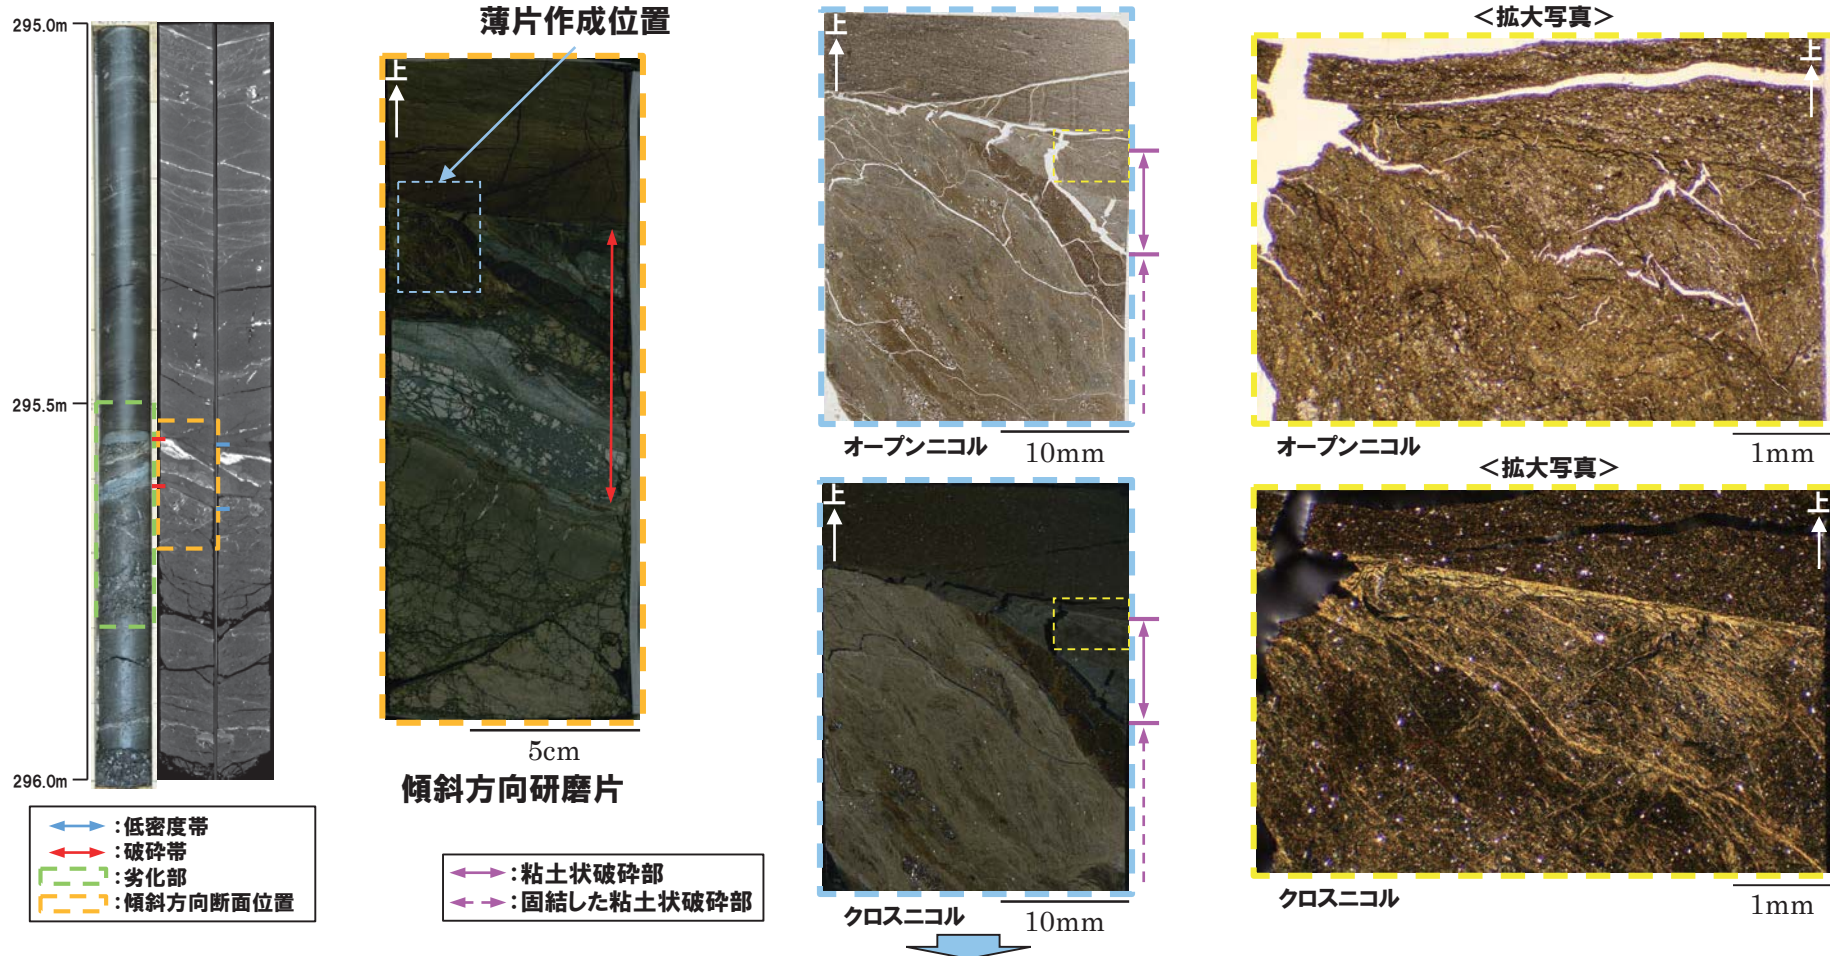 295.0m
295.5m
296.0m
:低密度帯
:破砕帯
:劣化部
:傾斜方向断面位置
薄片作成位置
上
5cm
傾斜方向研磨片
:粘土状破砕部
:固結した粘土状破砕部
上
オープンニコル
10mm
上
クロスニコル
10mm
<拡大写真>
上
オープンニコル
1mm
<拡大写真>
上
クロスニコル
1mm